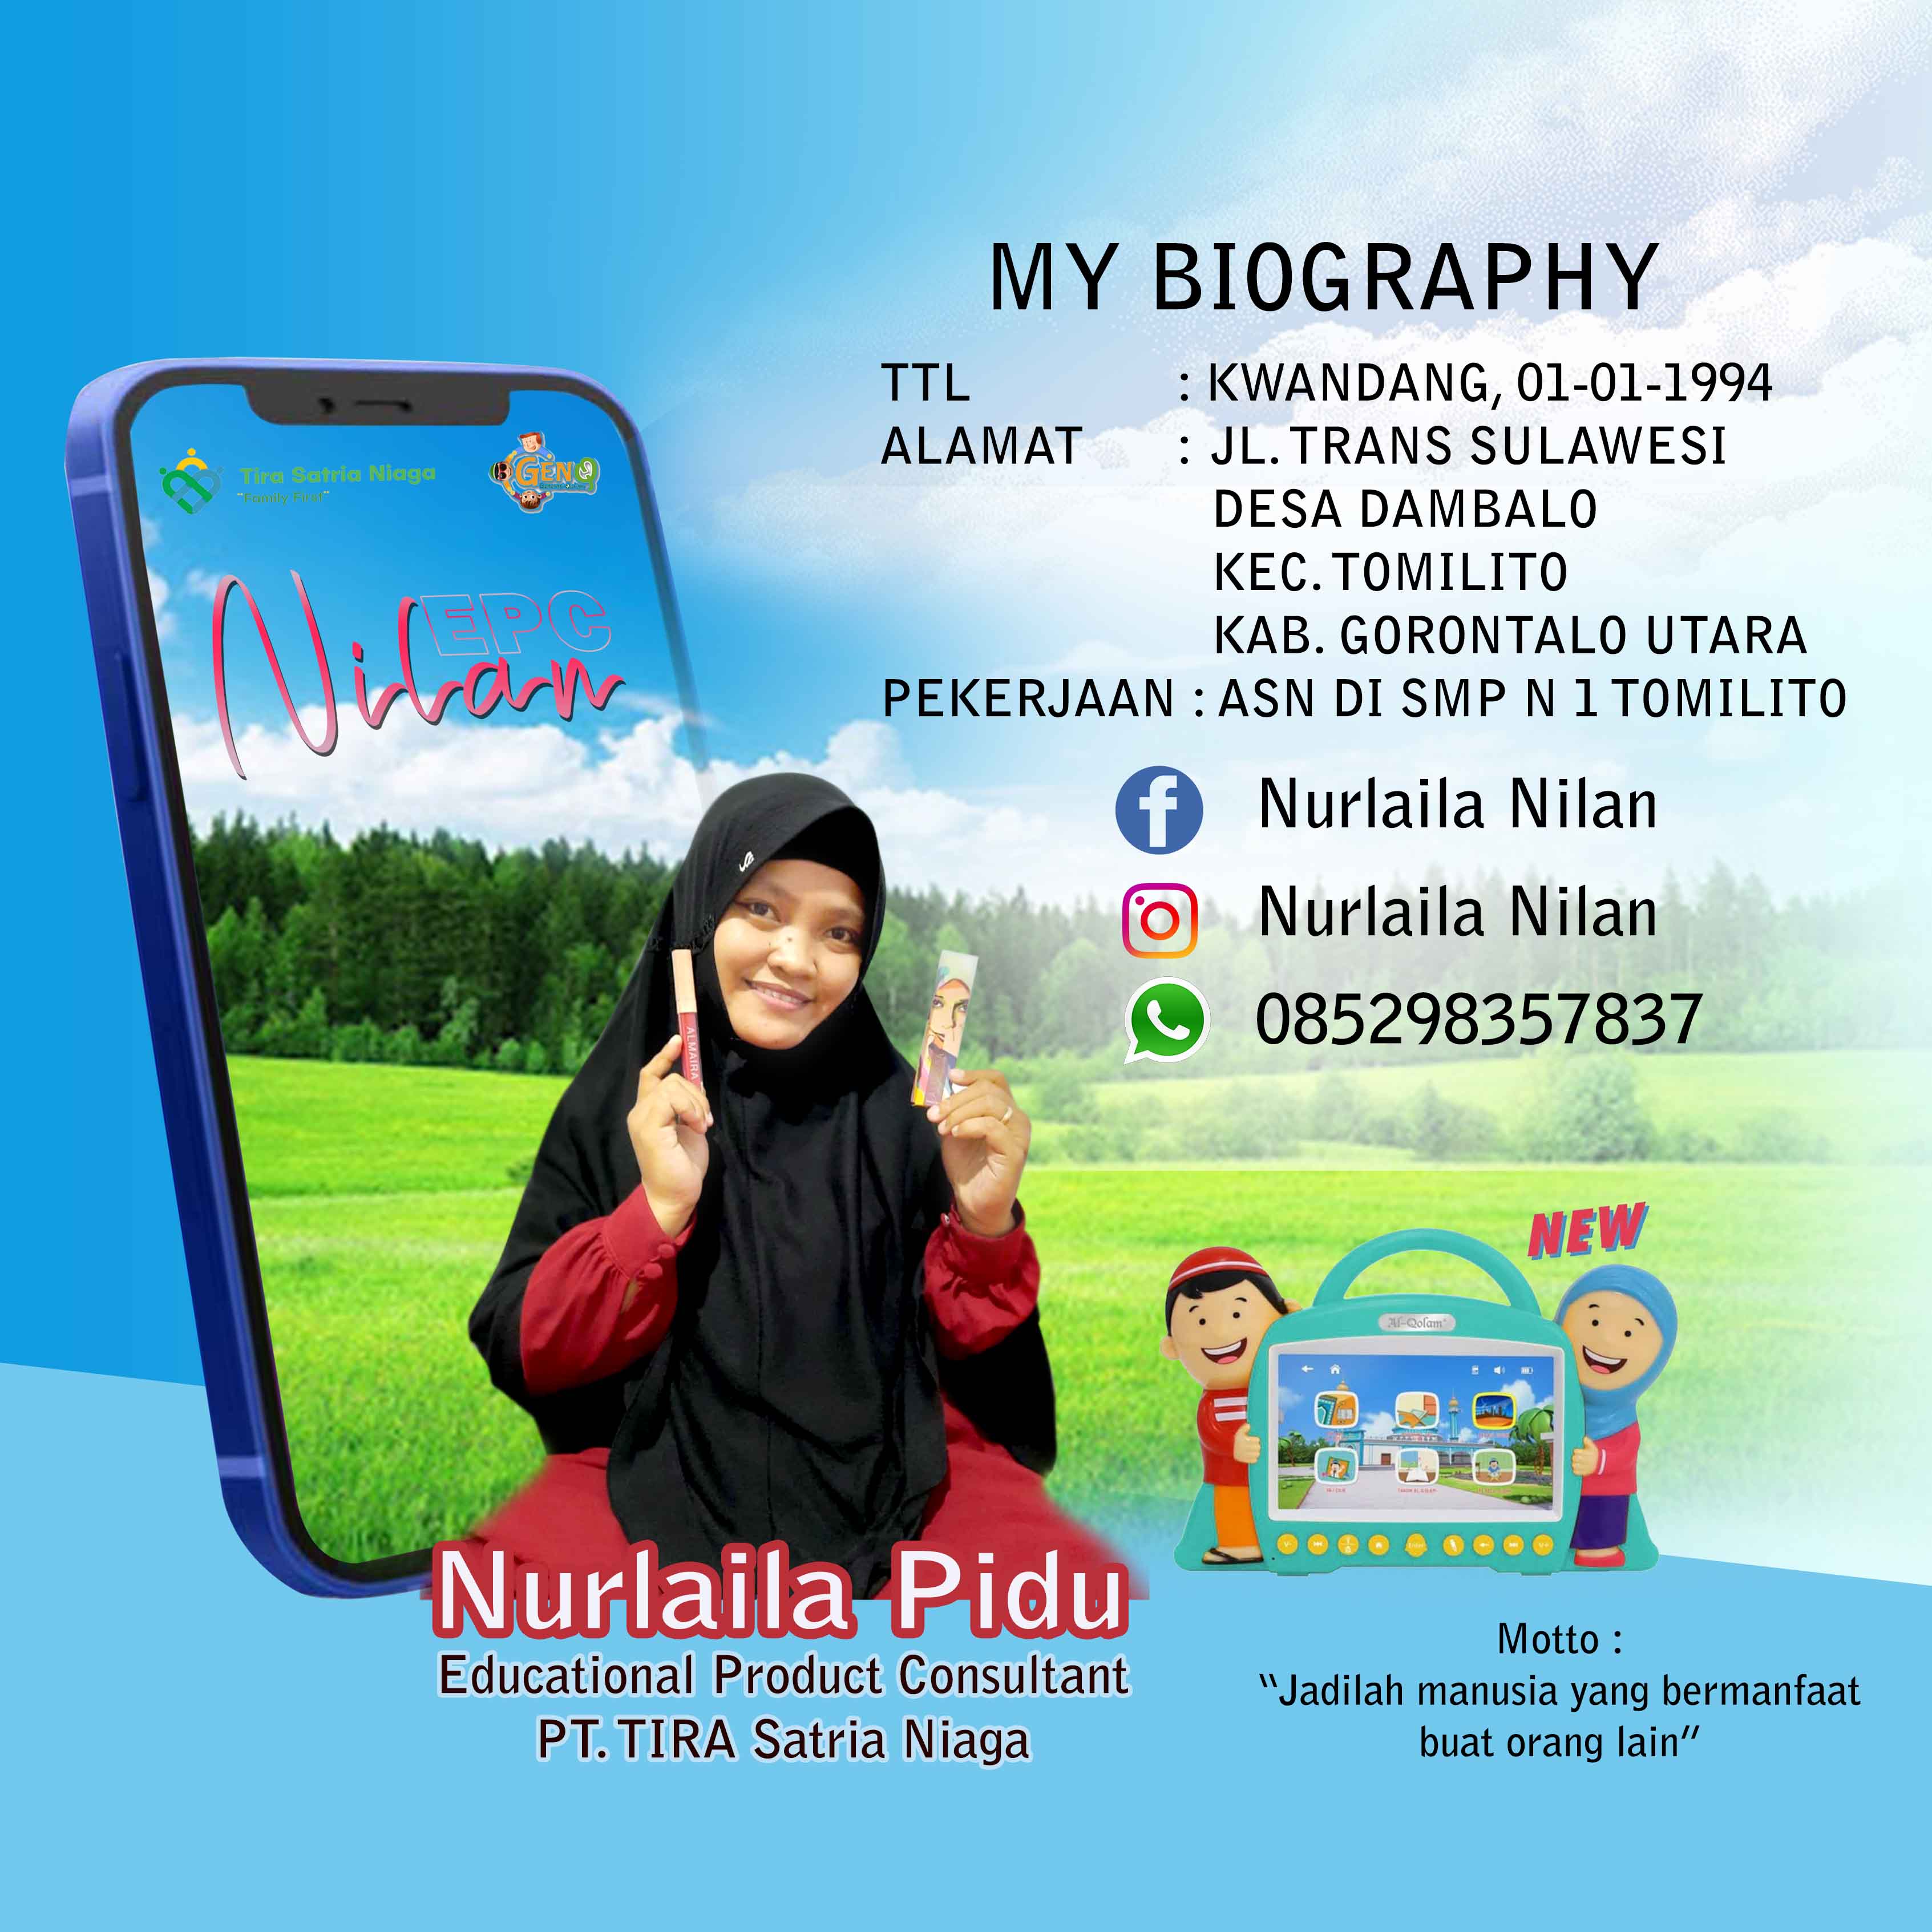 MY BIOGRAPHY
TTL : KWANDANG, 01-01-1994
ALAMAT : JL. TRANS SULAWESI
DESA DAMBALO
KEC. TOMILITO
KAB. GORONTALO UTARA
PEKERJAAN : ASN DI SMP N 1 TOMILITO
Nurlaila Nilan
Nurlaila Nilan
085298357837
Tira Satria Niaga
"Family First"
GENQ
EPC
Nilan
ALMAIRA
NEW
Al-Qolam
Nurlaila Pidu
Educational Product Consultant
PT. TIRA Satria Niaga
Motto :
"Jadilah manusia yang bermanfaat
buat orang lain"